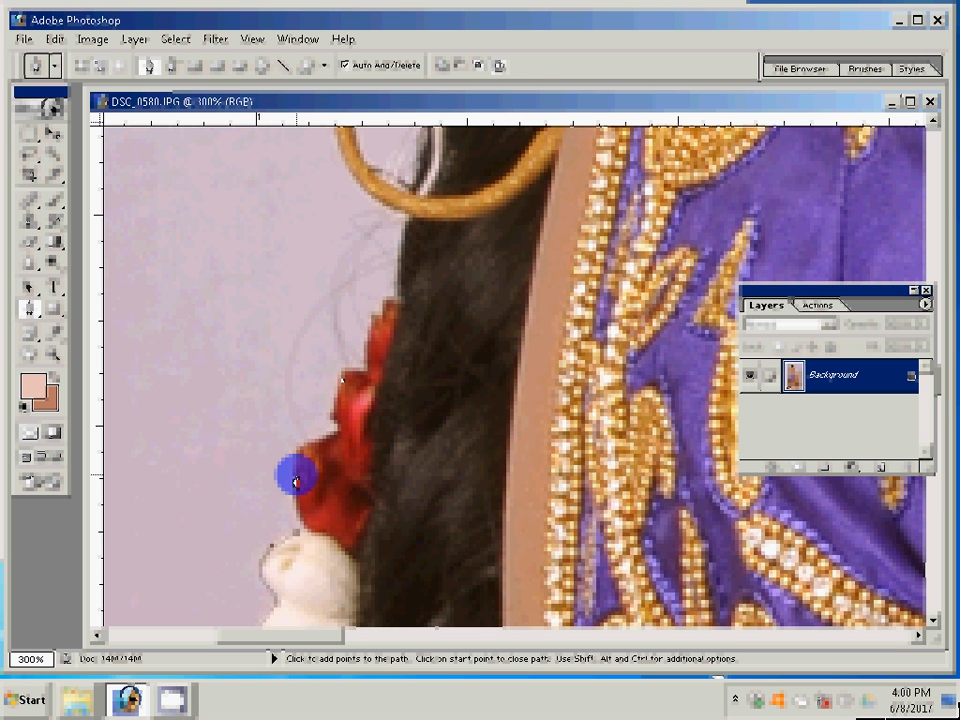 Adobe Photoshop
File Edit Image Layer Select Filter View Window Help
Auto Add/Delete
File Browser Brushes Styles
DSC_0580.JPG @ 300% (RGB)
1
Layers Actions
Background
300% Doc: 14M/14M Click to add points to the path. Click on start point to close path. Use Shift, Alt and Ctrl for additional options.
Start
4:00 PM
6/8/2017